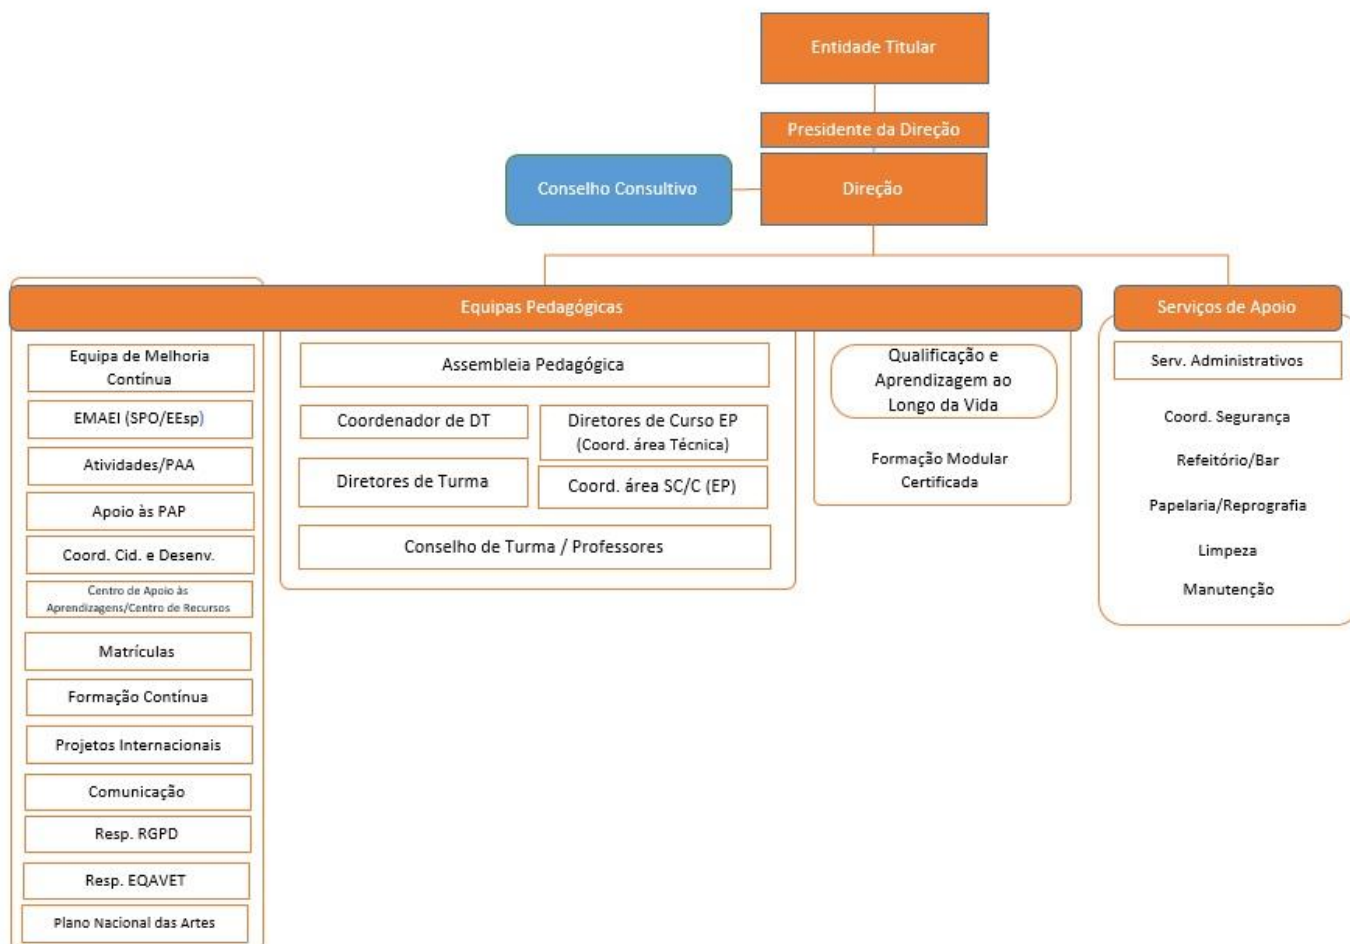 Entidade Titular
Presidente da Direção
Conselho Consultivo
Direção
Equipas Pedagógicas
Serviços de Apoio
Equipa de Melhoria
Contínua
EMAEI (SPO/EEsp)
Atividades/PAA
Apoio às PAP
Coord. Cid. e Desenv.
Centro de Apoio às
Aprendizagens/Centro de Recursos
Matrículas
Formação Contínua
Projetos Internacionais
Comunicação
Resp. RGPD
Resp. EQAVET
Plano Nacional das Artes
Assembleia Pedagógica
Coordenador de DT
Diretores de Turma
Diretores de Curso EP
(Coord. área Técnica)
Coord. área SC/C (EP)
Conselho de Turma / Professores
Qualificação e
Aprendizagem ao
Longo da Vida
Formação Modular
Certificada
Serv. Administrativos
Coord. Segurança
Refeitório/Bar
Papelaria/Reprografia
Limpeza
Manutenção